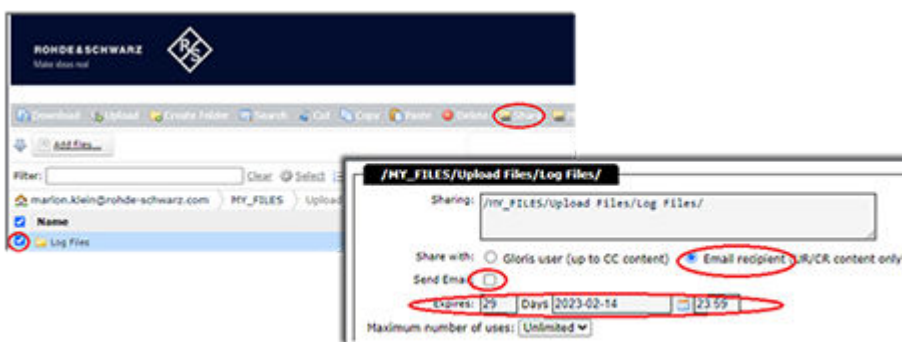 ROHDE & SCHWARZ
Make ideas real
R S
Download Upload Create Folder Search Cut Copy Paste Delete Share
Add files...
Filter: Clear Select
marion.klein@rohde-schwarz.com MY_FILES Upload
Name
Log Files
/MY_FILES/Upload Files/Log Files/
Sharing: /MY_FILES/Upload Files/Log Files/
Share with: Gloris user (up to CC content) Email recipient (UR/CR content only
Send Email:
Expires: 29 Days 2023-02-14 23:59
Maximum number of uses: Unlimited